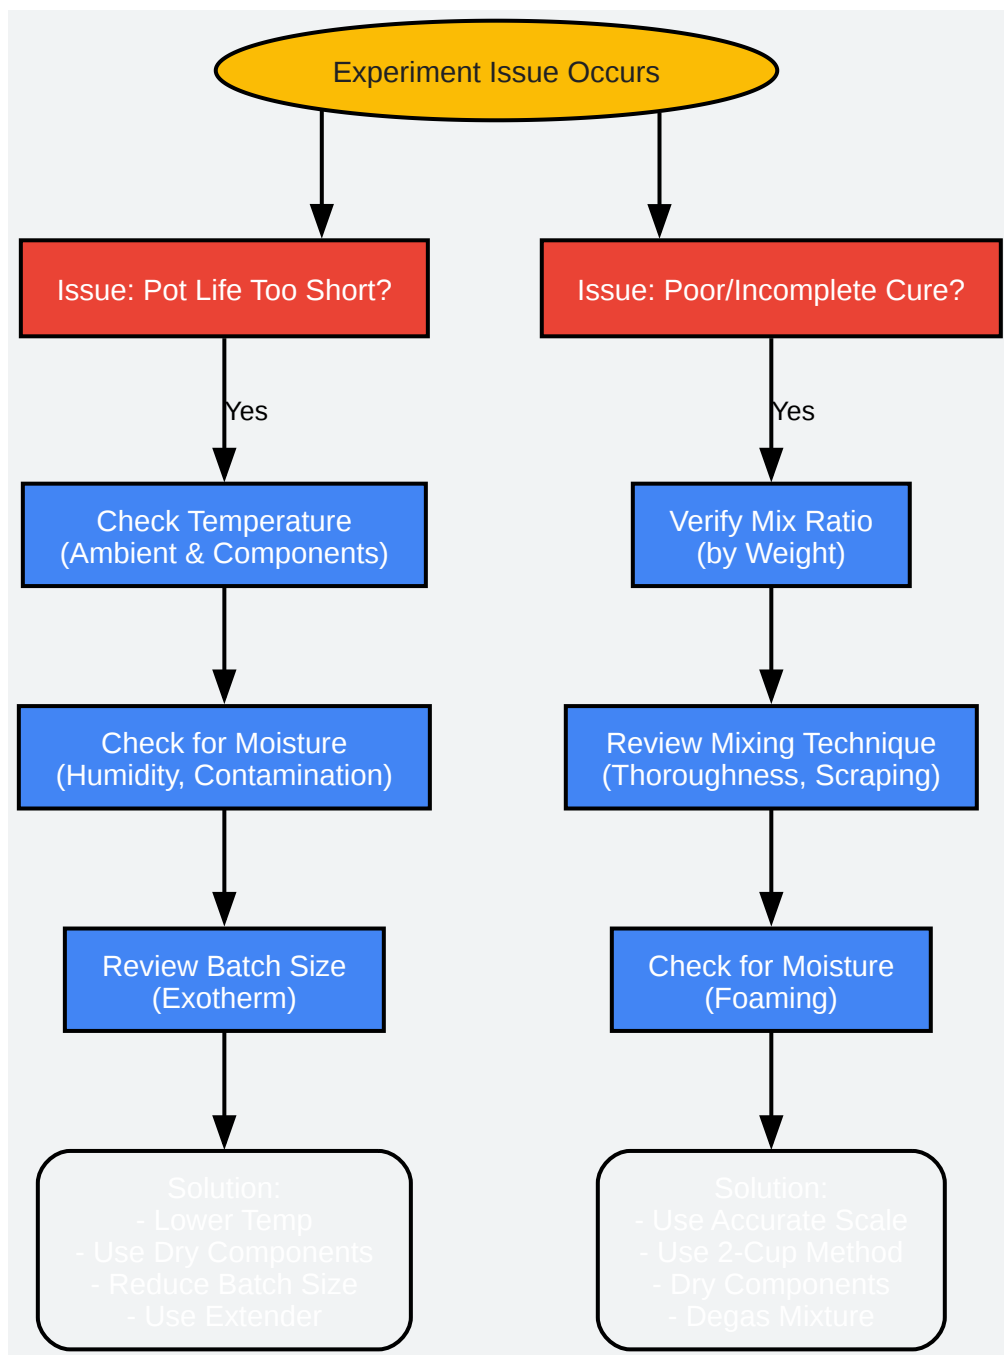 Experiment Issue Occurs
Issue: Pot Life Too Short?
Issue: Poor/Incomplete Cure?
Yes
Yes
Check Temperature
(Ambient & Components)
Verify Mix Ratio
(by Weight)
Check for Moisture
(Humidity, Contamination)
Review Mixing Technique
(Thoroughness, Scraping)
Review Batch Size
(Exotherm)
Check for Moisture
(Foaming)
Solution:
- Lower Temp
- Use Dry Components
- Reduce Batch Size
- Use Extender
Solution:
- Use Accurate Scale
- Use 2-Cup Method
- Dry Components
- Degas Mixture